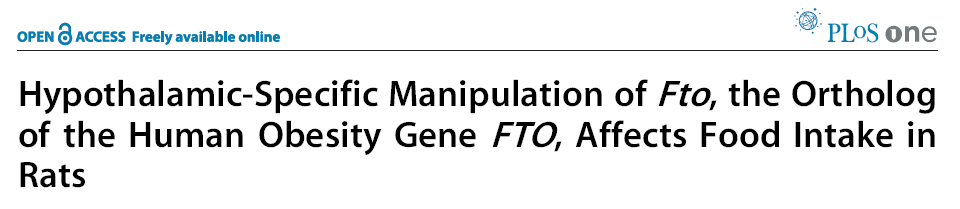 OPEN ACCESS Freely available online
PLoS one
Hypothalamic-Specific Manipulation of Fto, the Ortholog
of the Human Obesity Gene FTO, Affects Food Intake in
Rats